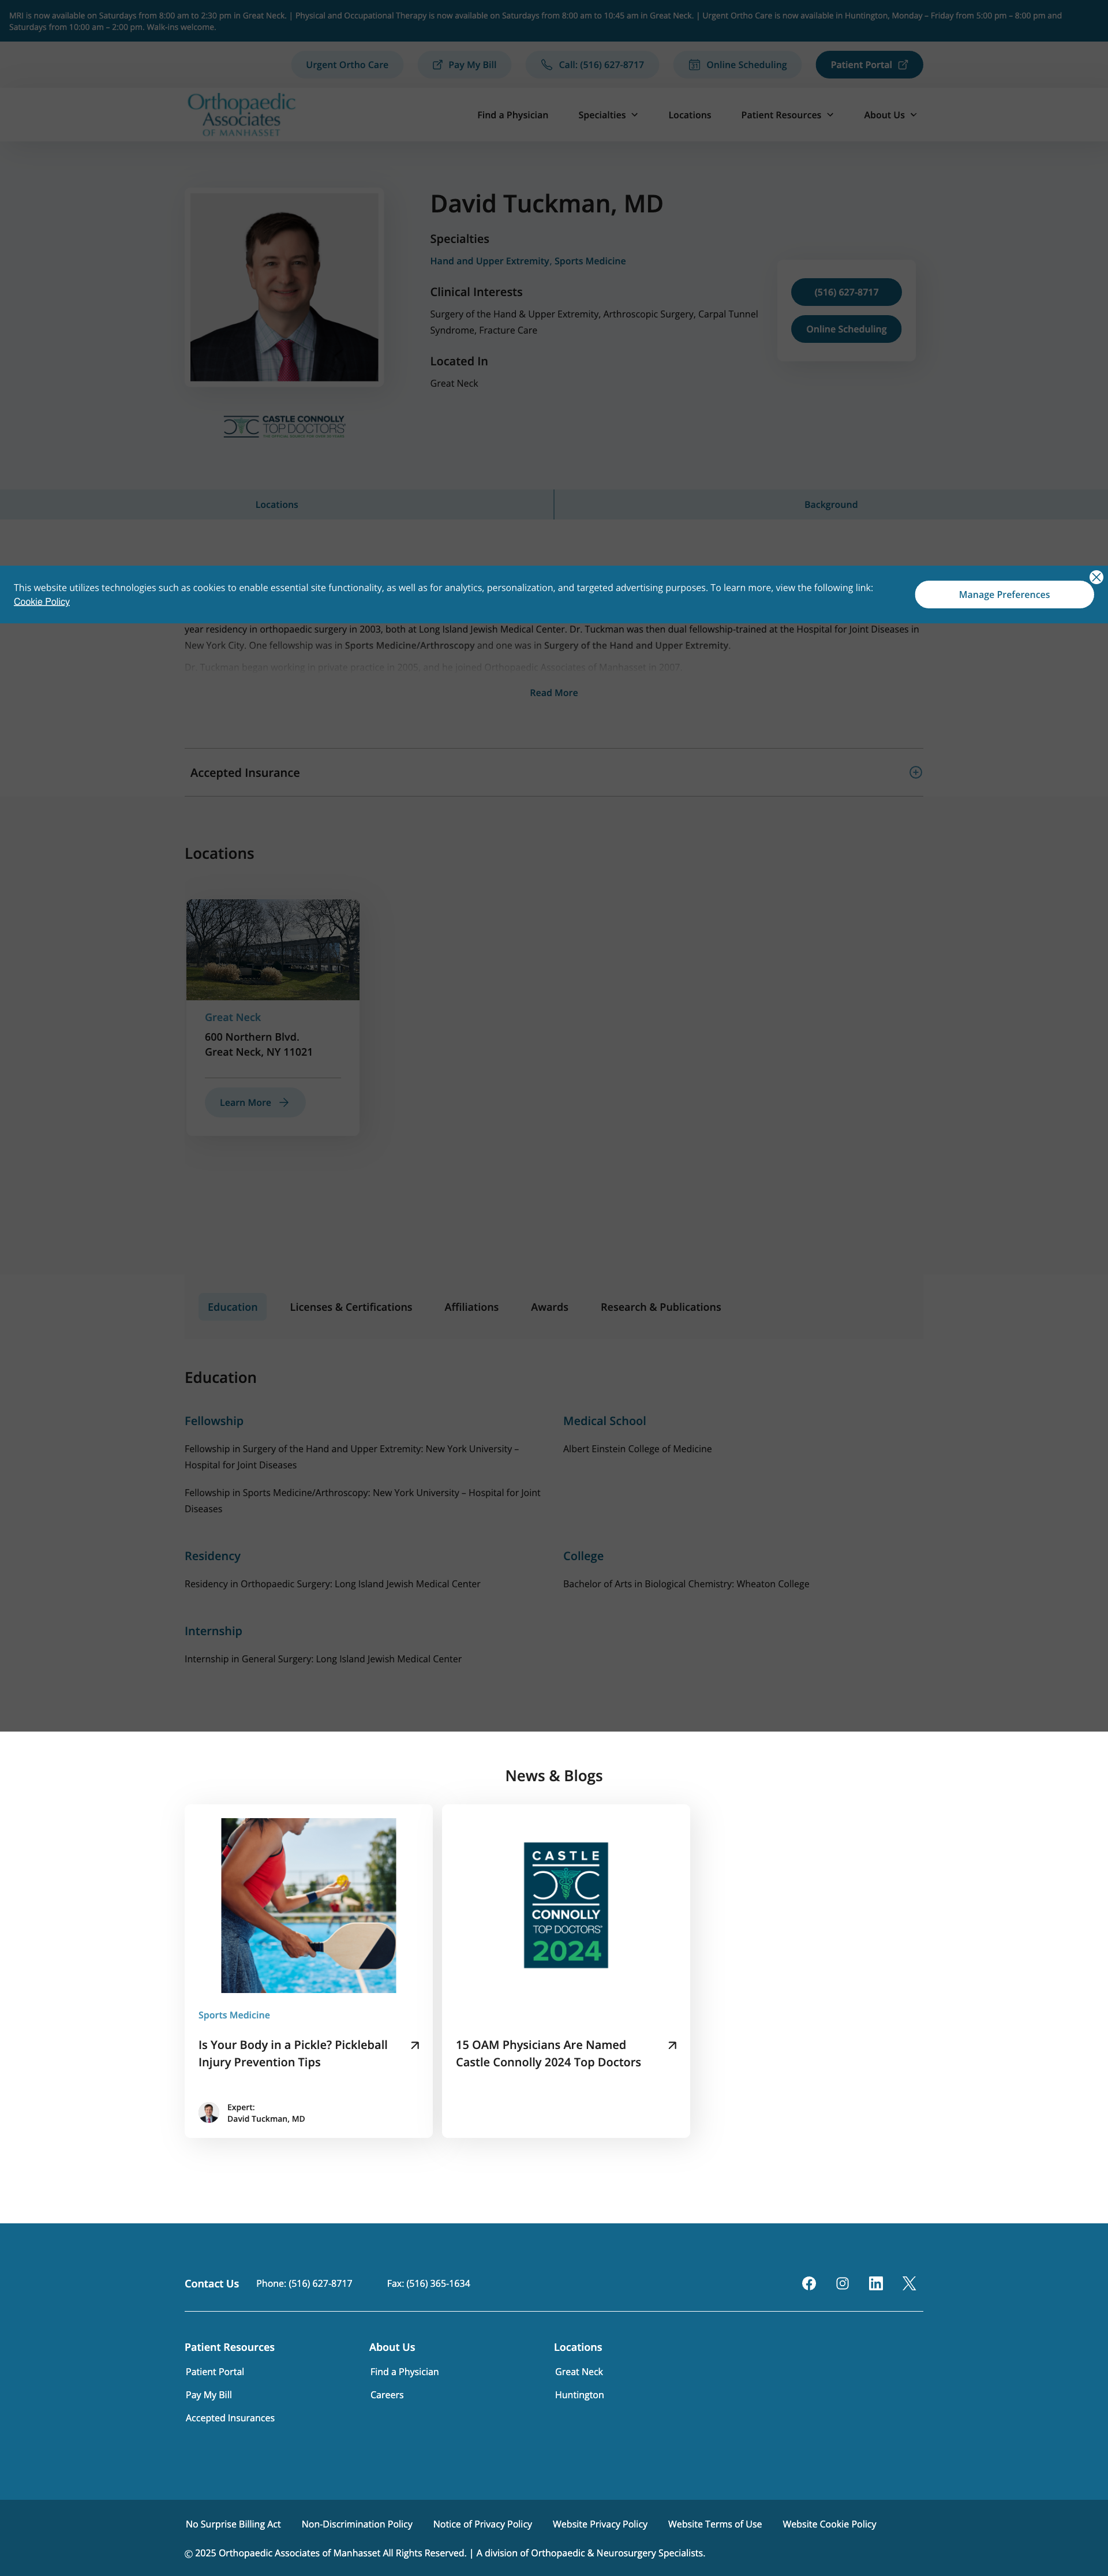 MRI is now available on Saturdays from 8:00 am to 2:30 pm in Great Neck. | Physical and Occupational Therapy is now available on Saturdays from 8:00 am to 10:45 am in Great Neck. | Urgent Ortho Care is now available in Huntington, Monday – Friday from 5:00 pm – 8:00 pm and
Saturdays from 10:00 am – 2:00 pm. Walk-ins welcome.
Urgent Ortho Care
Pay My Bill
Call: (516) 627-8717
Online Scheduling
Patient Portal
Orthopaedic
Associates
OF MANHASSET
Find a Physician
Specialties
Locations
Patient Resources
About Us
David Tuckman, MD
Specialties
Hand and Upper Extremity, Sports Medicine
Clinical Interests
Surgery of the Hand & Upper Extremity, Arthroscopic Surgery, Carpal Tunnel
Syndrome, Fracture Care
Located In
Great Neck
(516) 627-8717
Online Scheduling
CASTLE CONNOLLY
TOP DOCTORS
Locations
Background
This website utilizes technologies such as cookies to enable essential site functionality, as well as for analytics, personalization, and targeted advertising purposes. To learn more, view the following link:
Cookie Policy
Manage Preferences
year residency in orthopaedic surgery in 2003, both at Long Island Jewish Medical Center. Dr. Tuckman was then dual fellowship-trained at the Hospital for Joint Diseases in
New York City. One fellowship was in Sports Medicine/Arthroscopy and one was in Surgery of the Hand and Upper Extremity.
Dr. Tuckman began working in private practice in 2005, and he joined Orthopaedic Associates of Manhasset in 2007.
Read More
Accepted Insurance
Locations
Great Neck
600 Northern Blvd.
Great Neck, NY 11021
Learn More
Education
Licenses & Certifications
Affiliations
Awards
Research & Publications
Education
Fellowship
Fellowship in Surgery of the Hand and Upper Extremity: New York University –
Hospital for Joint Diseases
Fellowship in Sports Medicine/Arthroscopy: New York University – Hospital for Joint
Diseases
Medical School
Albert Einstein College of Medicine
Residency
Residency in Orthopaedic Surgery: Long Island Jewish Medical Center
College
Bachelor of Arts in Biological Chemistry: Wheaton College
Internship
Internship in General Surgery: Long Island Jewish Medical Center
News & Blogs
Sports Medicine
Is Your Body in a Pickle? Pickleball
Injury Prevention Tips
Expert:
David Tuckman, MD
CASTLE
CONNOLLY
TOP DOCTORS
2024
15 OAM Physicians Are Named
Castle Connolly 2024 Top Doctors
Contact Us
Phone: (516) 627-8717
Fax: (516) 365-1634
Patient Resources
Patient Portal
Pay My Bill
Accepted Insurances
About Us
Find a Physician
Careers
Locations
Great Neck
Huntington
No Surprise Billing Act
Non-Discrimination Policy
Notice of Privacy Policy
Website Privacy Policy
Website Terms of Use
Website Cookie Policy
© 2025 Orthopaedic Associates of Manhasset All Rights Reserved. | A division of Orthopaedic & Neurosurgery Specialists.